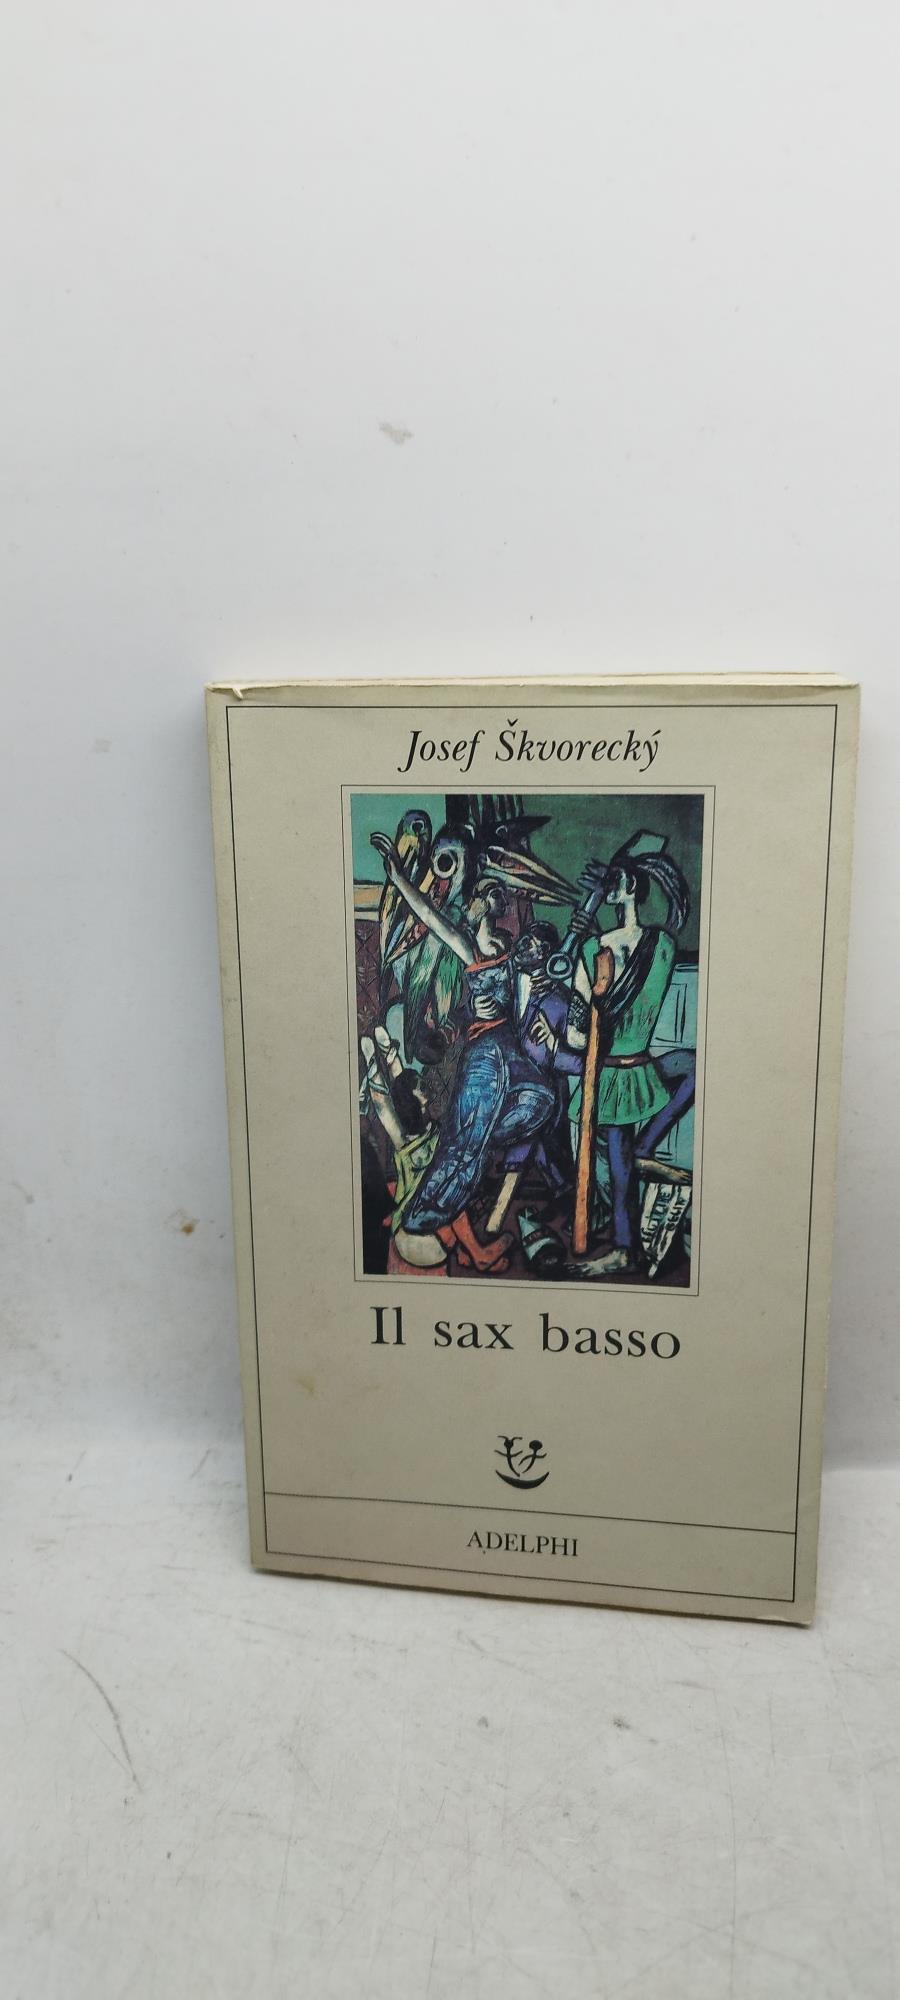 Josef Škvorecký
Il sax basso
ADELPHI